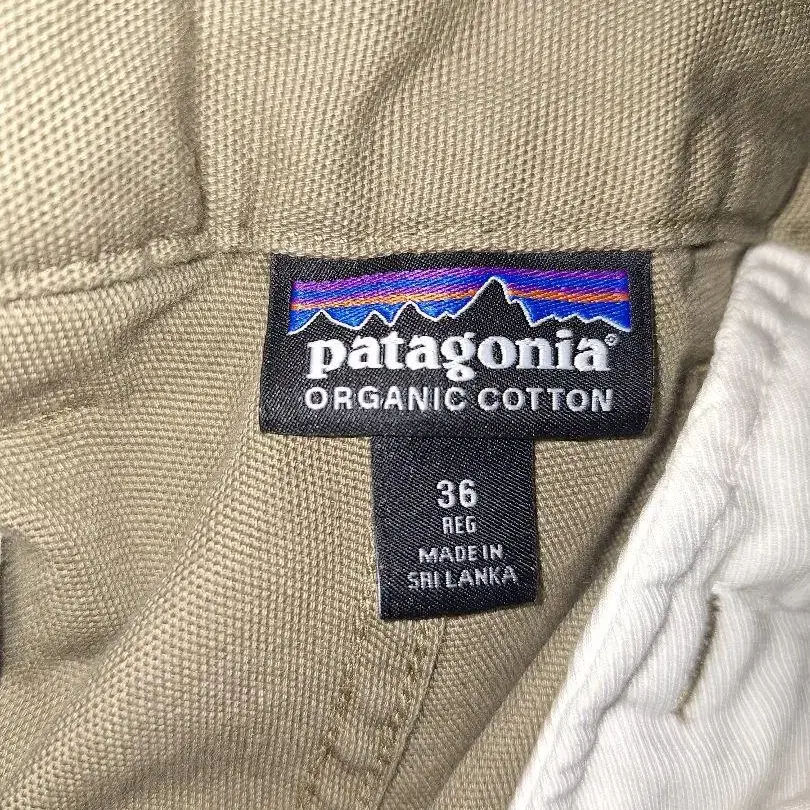 patagonia®
ORGANIC COTTON
36
REG
MADE IN
SRI LANKA